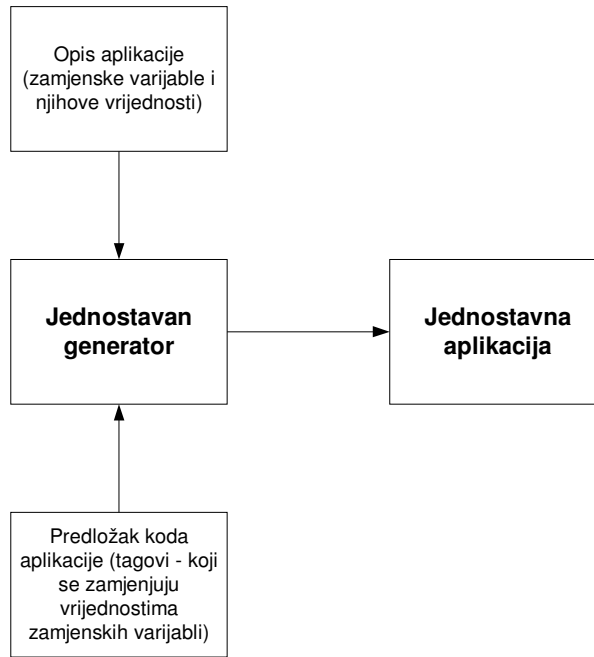 Opis aplikacije
(zamjenske varijable i
njihove vrijednosti)
Jednostavan
generator
Jednostavna
aplikacija
Predložak koda
aplikacije (tagovi - koji
se zamjenjuju
vrijednostima
zamjenskih varijabli)